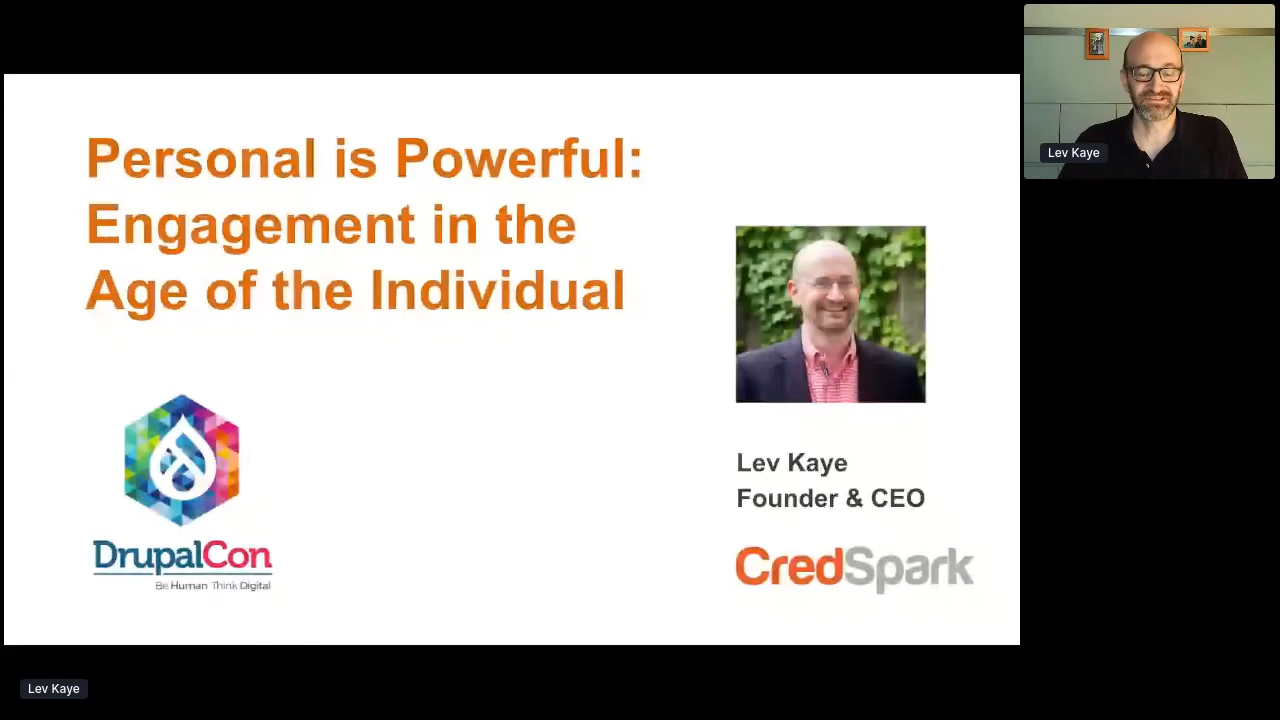 Personal is Powerful:
Engagement in the
Age of the Individual
Lev Kaye
Lev Kaye
Founder & CEO
CredSpark
DrupalCon
Be Human Think Digital
Lev Kaye